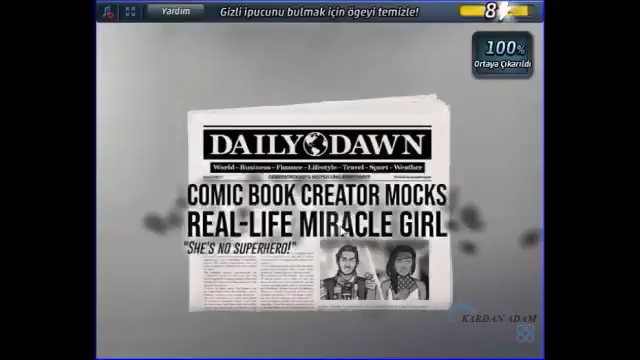 Yardım
Gizli ipucunu bulmak için ögeyi temizle!
8
100%
Ortaya Çıkarıldı
DAILY DAWN
World - Business - Finance - Lifestyle - Travel - Sport - Weather
COMIC BOOK CREATOR MOCKS
REAL-LIFE MIRACLE GIRL
"SHE'S NO SUPERHERO!"
KARDAN ADAM